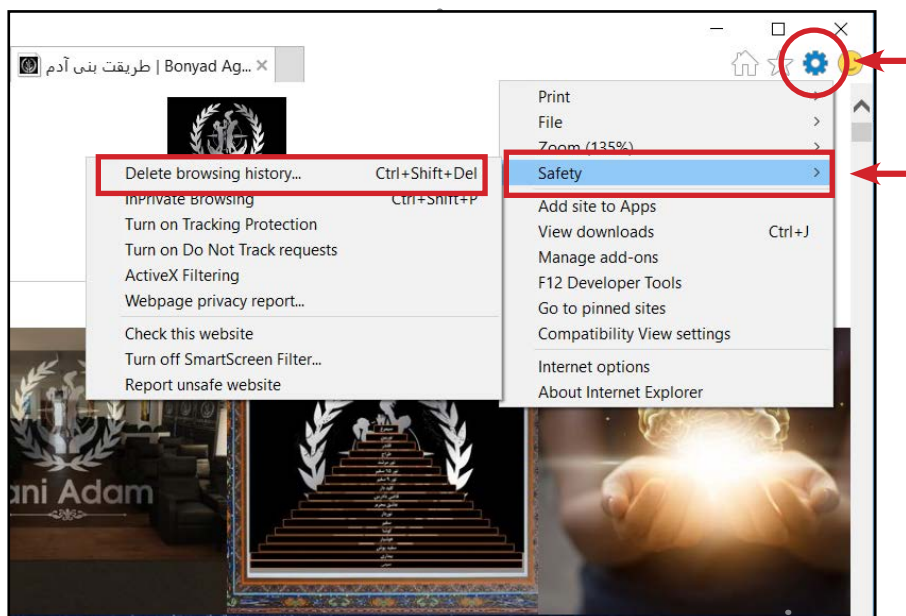 طریقت بنی آدم | Bonyad Ag...
Print
File
Zoom (135%)
Safety
Add site to Apps
View downloads Ctrl+J
Manage add-ons
F12 Developer Tools
Go to pinned sites
Compatibility View settings
Internet options
About Internet Explorer
Delete browsing history... Ctrl+Shift+Del
InPrivate Browsing Ctrl+Shift+P
Turn on Tracking Protection
Turn on Do Not Track requests
ActiveX Filtering
Webpage privacy report...
Check this website
Turn off SmartScreen Filter...
Report unsafe website
ani Adam